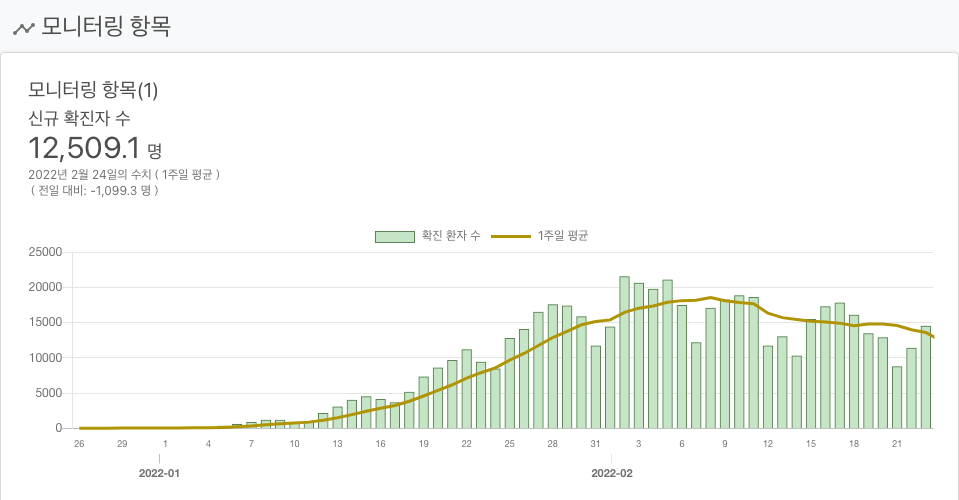 모니터링 항목
모니터링 항목(1)
신규 확진자 수
12,509.1 명
2022년 2월 24일의 수치 ( 1주일 평균 )
( 전일 대비: -1,099.3 명 )
확진 환자 수 1주일 평균
25000
20000
15000
10000
5000
0
26 29 1 4 7 10 13 16 19 22 25 28 31 3 6 9 12 15 18 21
2022-01 2022-02